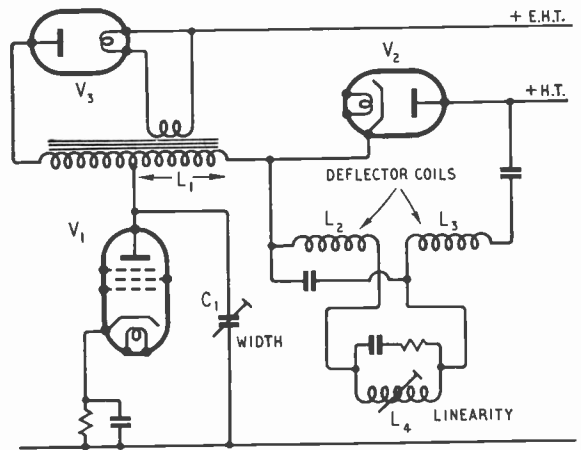 + E.H.T.
V3
V2
+ H.T.
L1
DEFLECTOR COILS
L2
L3
V1
C1
WIDTH
L4
LINEARITY